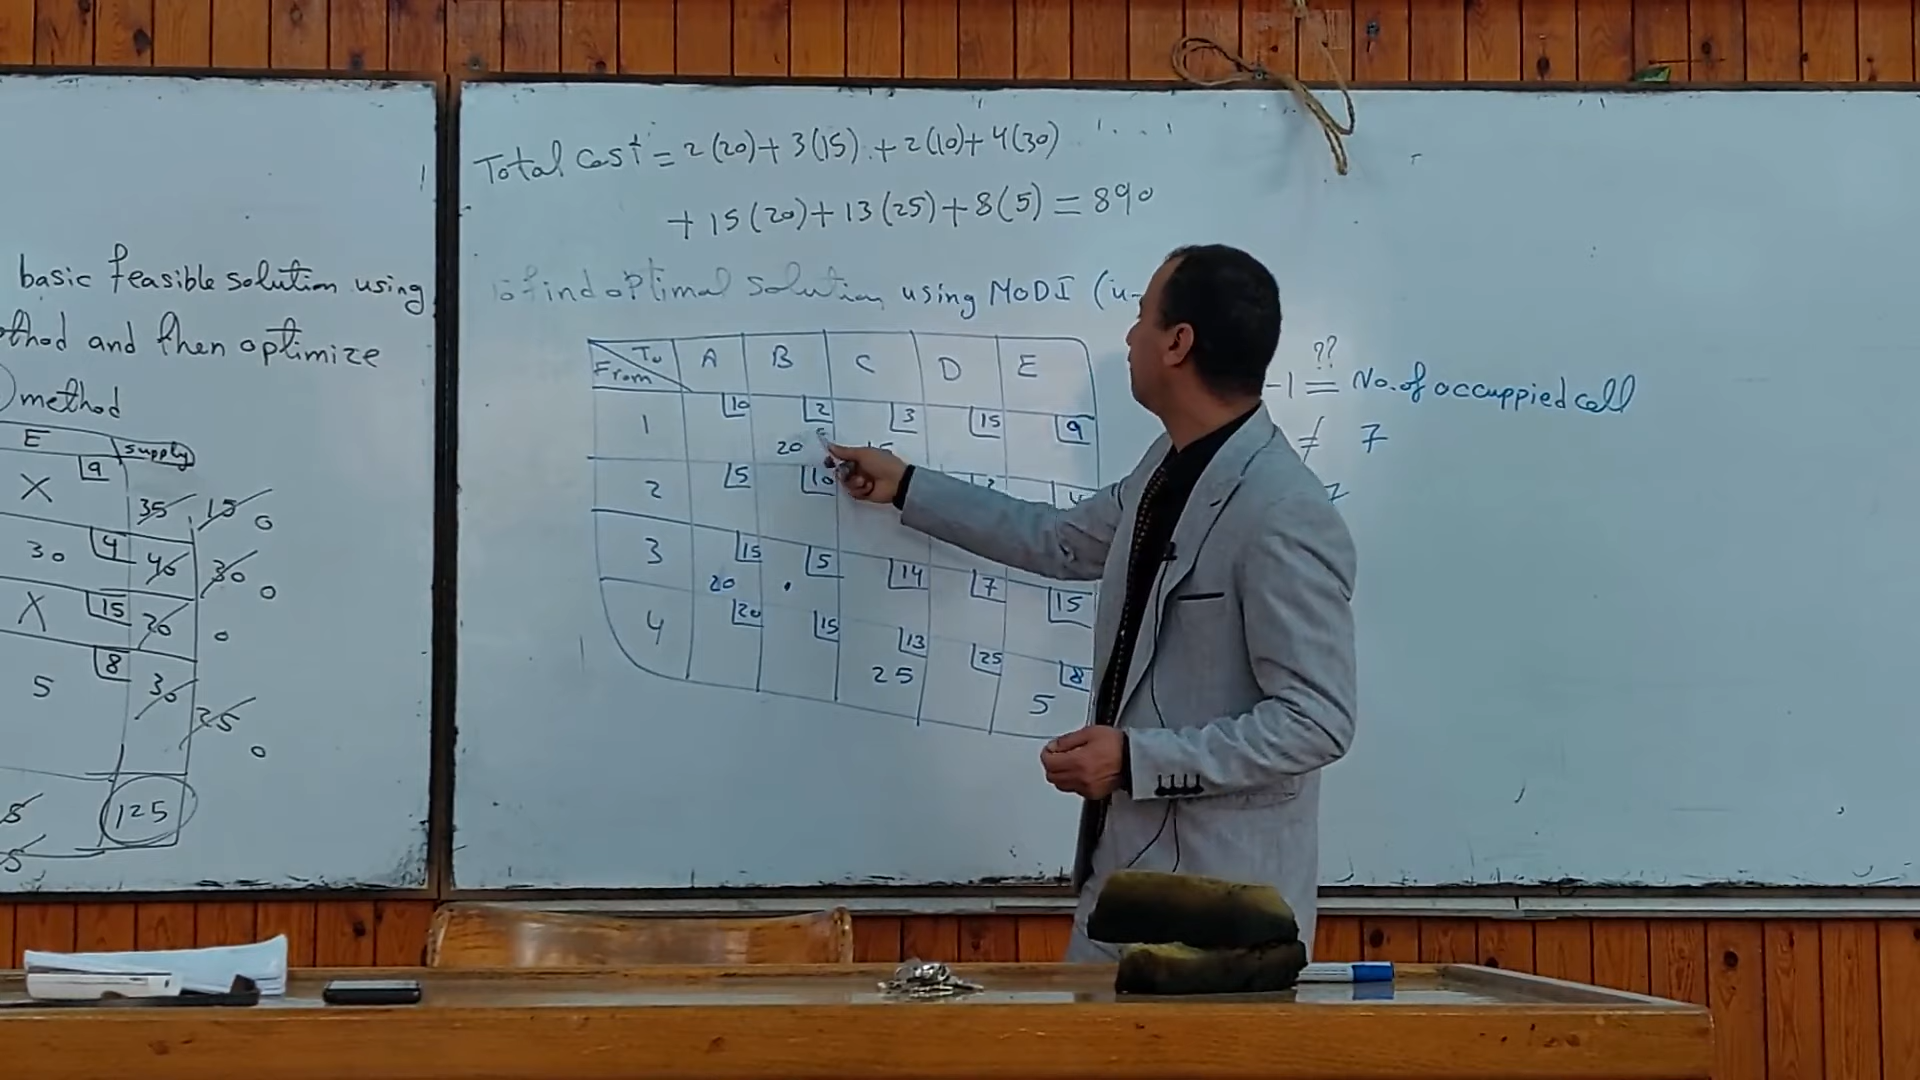 basic feasible solution using
and then optimize
method
E supply
X 9 35 15 0
30 4 40 30 0
X 15 20 0
5 8 30 25 0
125
Total Cost = 2(20)+ 3(15) + 2(10)+ 4(30)
+ 15(20)+ 13(25)+ 8(5) = 890
find optimal solution using MODI (u-
To From A B C D E
1 10 2 3 15 9
20 15
2 5 10 4
3 15 5 14 7 15
20 .
4 20 15 13 25 8
25 5
??
-1 = No. of occuppied cell
≠ 7
7